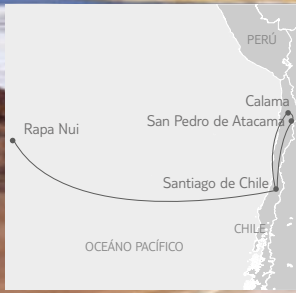 PERÚ
Calama
San Pedro de Atacama
Rapa Nui
Santiago de Chile
CHILE
OCEÁNO PACÍFICO